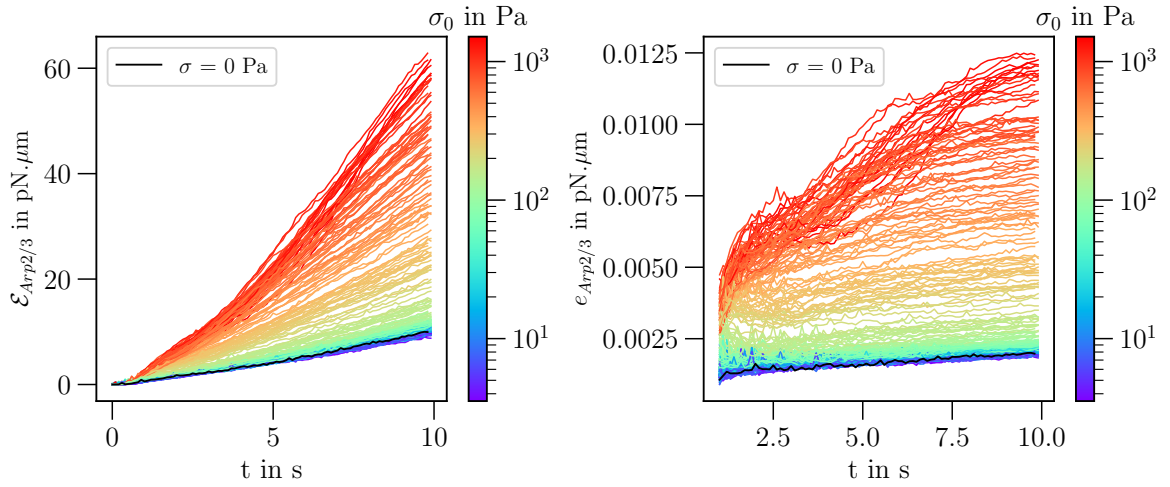 σ₀ in Pa
σ = 0 Pa
60
40
20
0
ℰ_{Arp2/3} in pN.μm
0
5
10
t in s
10³
10²
10¹
σ₀ in Pa
σ = 0 Pa
0.0125
0.0100
0.0075
0.0050
0.0025
e_{Arp2/3} in pN.μm
2.5
5.0
7.5
10.0
t in s
10³
10²
10¹